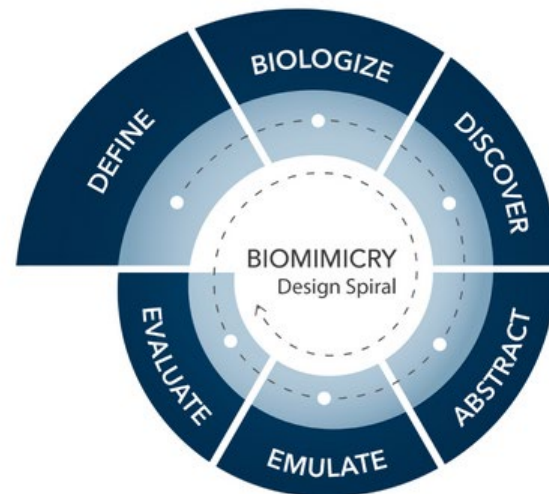 DEFINE
BIOLOGIZE
DISCOVER
ABSTRACT
EMULATE
EVALUATE
BIOMIMICRY
Design Spiral